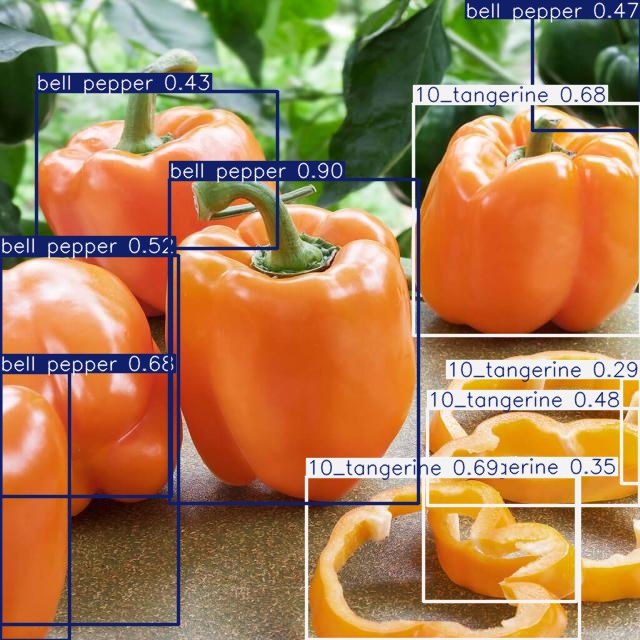 bell pepper 0.47
bell pepper 0.43
10_tangerine 0.68
bell pepper 0.90
bell pepper 0.52
bell pepper 0.68
10_tangerine 0.29
10_tangerine 0.48
10_tangerine 0.69 erine 0.35